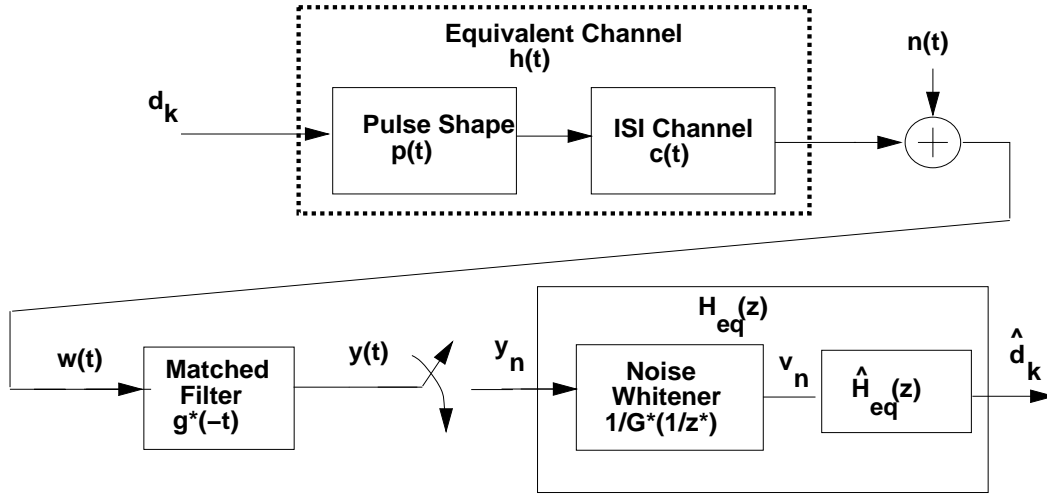 Equivalent Channel
h(t)
n(t)
d_k
Pulse Shape
p(t)
ISI Channel
c(t)
+
H_eq(z)
w(t)
Matched
Filter
g*(−t)
y(t)
y_n
Noise
Whitener
1/G*(1/z*)
v_n
Ĥ_eq(z)
d̂_k